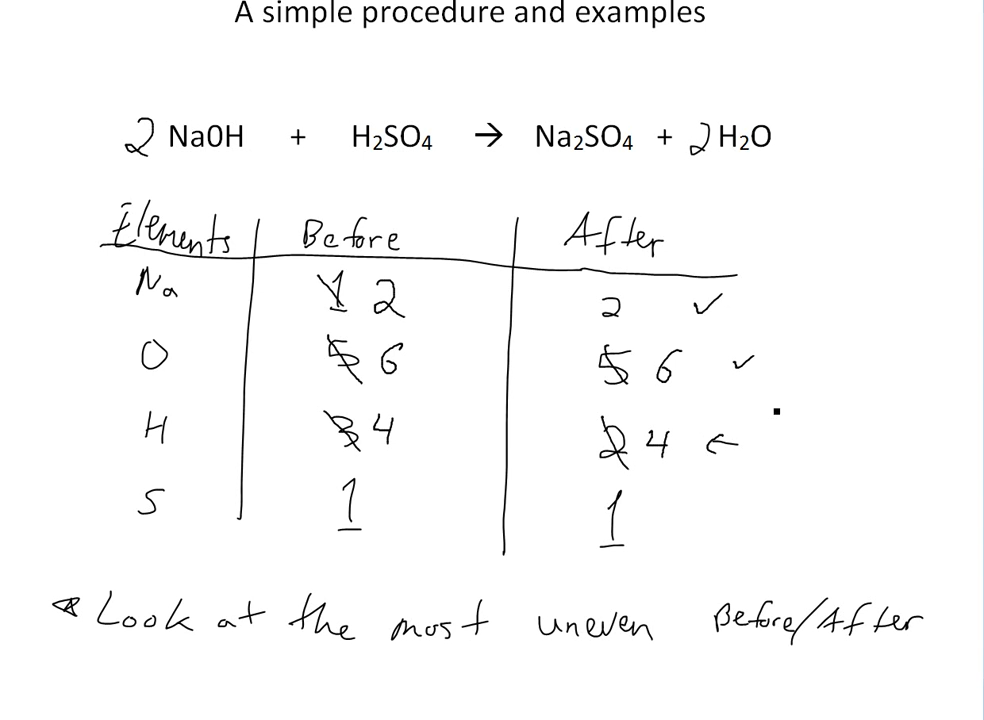 A simple procedure and examples
2 NaOH + H₂SO₄ → Na₂SO₄ + 2 H₂O
Elements Before After
Na 1 2 2 ✓
O 5 6 5 6 ✓
H 3 4 2 4 ←
S 1 1
* Look at the most uneven Before/After